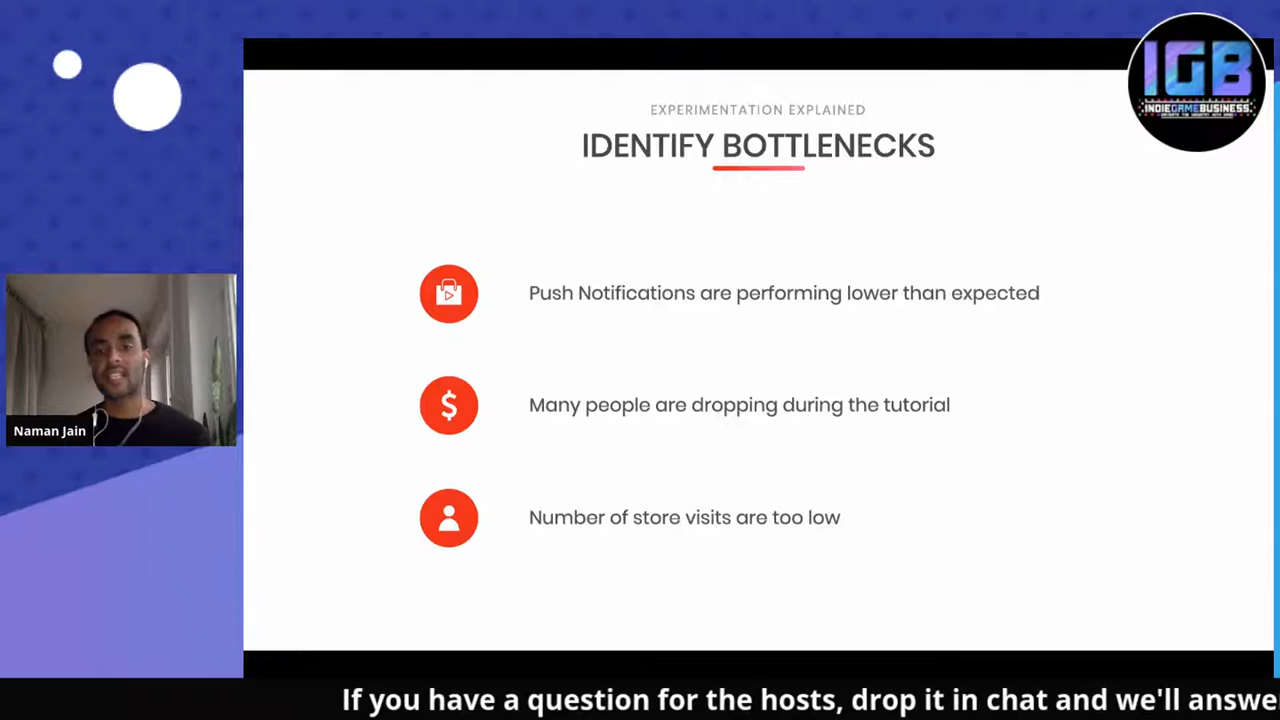 IGB
INDIEGAMEBUSINESS
EXPERIMENTATION EXPLAINED
IDENTIFY BOTTLENECKS
Push Notifications are performing lower than expected
Many people are dropping during the tutorial
Number of store visits are too low
Naman Jain
If you have a question for the hosts, drop it in chat and we'll answe